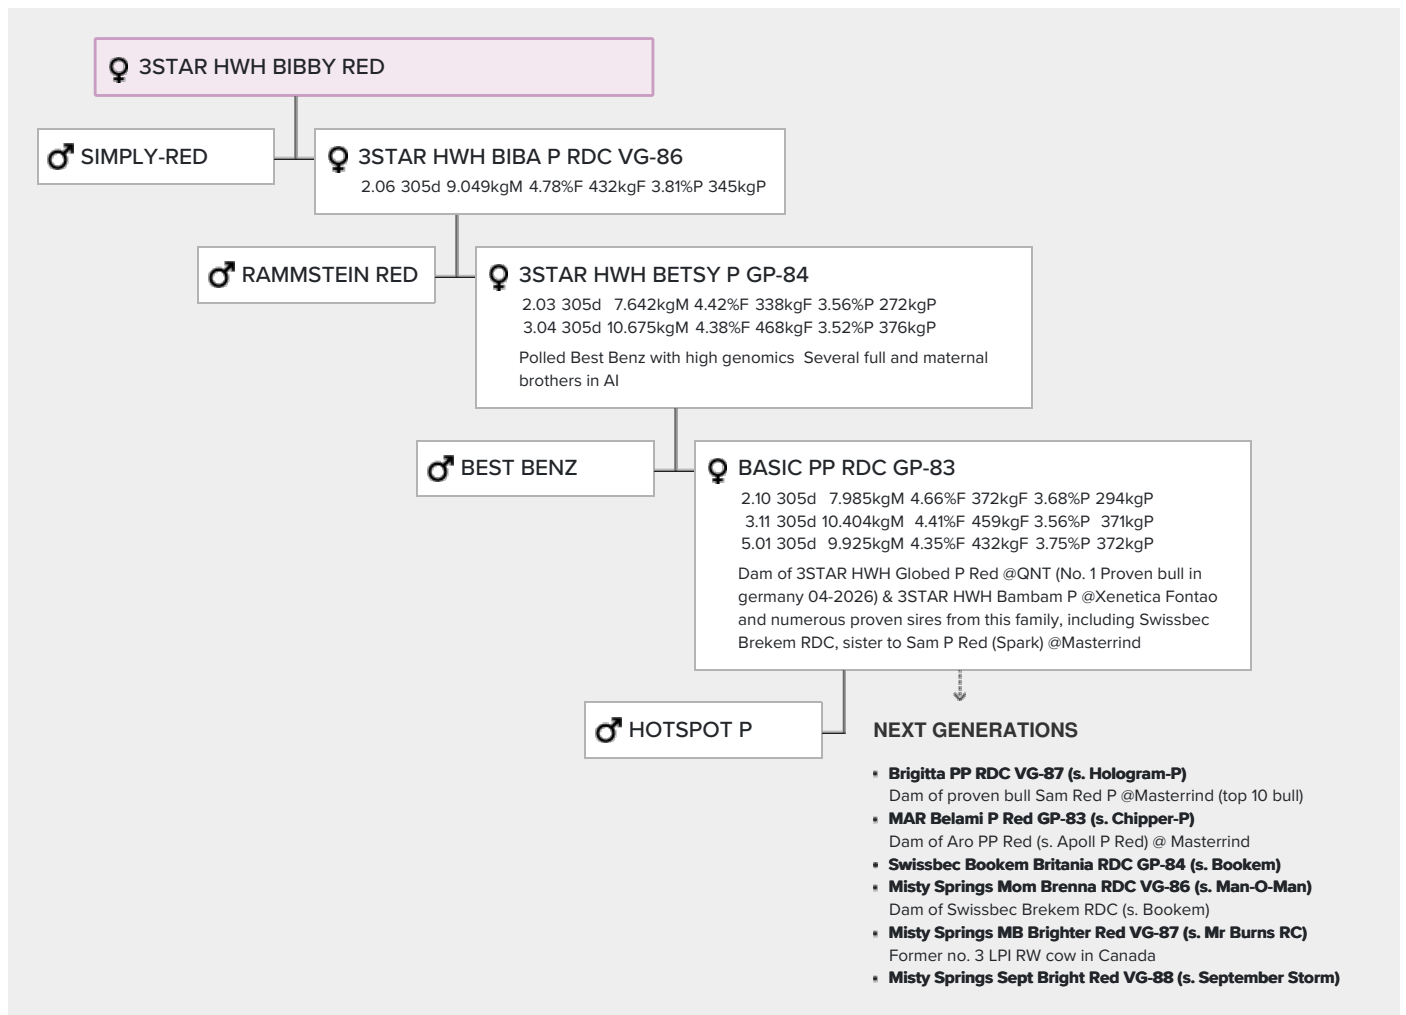 3STAR HWH BIBBY RED
SIMPLY-RED
3STAR HWH BIBA P RDC VG-86
2.06 305d 9.049kgM 4.78%F 432kgF 3.81%P 345kgP
RAMMSTEIN RED
3STAR HWH BETSY P GP-84
2.03 305d 7.642kgM 4.42%F 338kgF 3.56%P 272kgP
3.04 305d 10.675kgM 4.38%F 468kgF 3.52%P 376kgP
Polled Best Benz with high genomics Several full and maternal
brothers in AI
BEST BENZ
BASIC PP RDC GP-83
2.10 305d 7.985kgM 4.66%F 372kgF 3.68%P 294kgP
3.11 305d 10.404kgM 4.41%F 459kgF 3.56%P 371kgP
5.01 305d 9.925kgM 4.35%F 432kgF 3.75%P 372kgP
Dam of 3STAR HWH Globed P Red @QNT (No. 1 Proven bull in
germany 04-2026) & 3STAR HWH Bambam P @Xenetica Fontao
and numerous proven sires from this family, including Swissbec
Brekem RDC, sister to Sam P Red (Spark) @Masterrind
HOTSPOT P
NEXT GENERATIONS
Brigitta PP RDC VG-87 (s. Hologram-P)
Dam of proven bull Sam Red P @Masterrind (top 10 bull)
MAR Belami P Red GP-83 (s. Chipper-P)
Dam of Aro PP Red (s. Apoll P Red) @ Masterrind
Swissbec Bookem Britania RDC GP-84 (s. Bookem)
Misty Springs Mom Brenna RDC VG-86 (s. Man-O-Man)
Dam of Swissbec Brekem RDC (s. Bookem)
Misty Springs MB Brighter Red VG-87 (s. Mr Burns RC)
Former no. 3 LPI RW cow in Canada
Misty Springs Sept Bright Red VG-88 (s. September Storm)